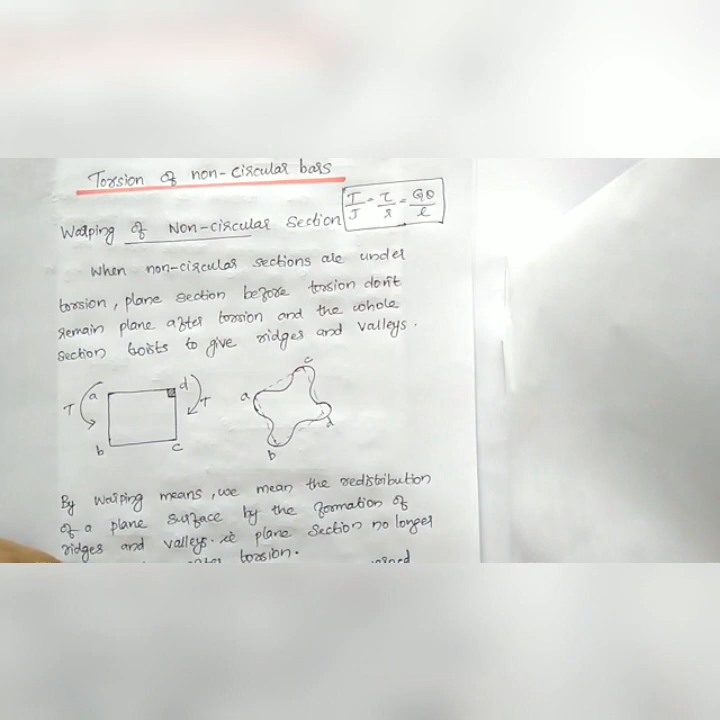 Torsion of non-circular bars
Warping of Non-circular Section
T/J = τ/r = Gθ/l
When non-circular sections are under
torsion, plane section before torsion don't
remain plane after torsion and the whole
section twists to give ridges and valleys.
a d c
T T a
b c b d
By warping means, we mean the redistribution
of a plane surface by the formation of
ridges and valleys. ie plane section no longer
after torsion.